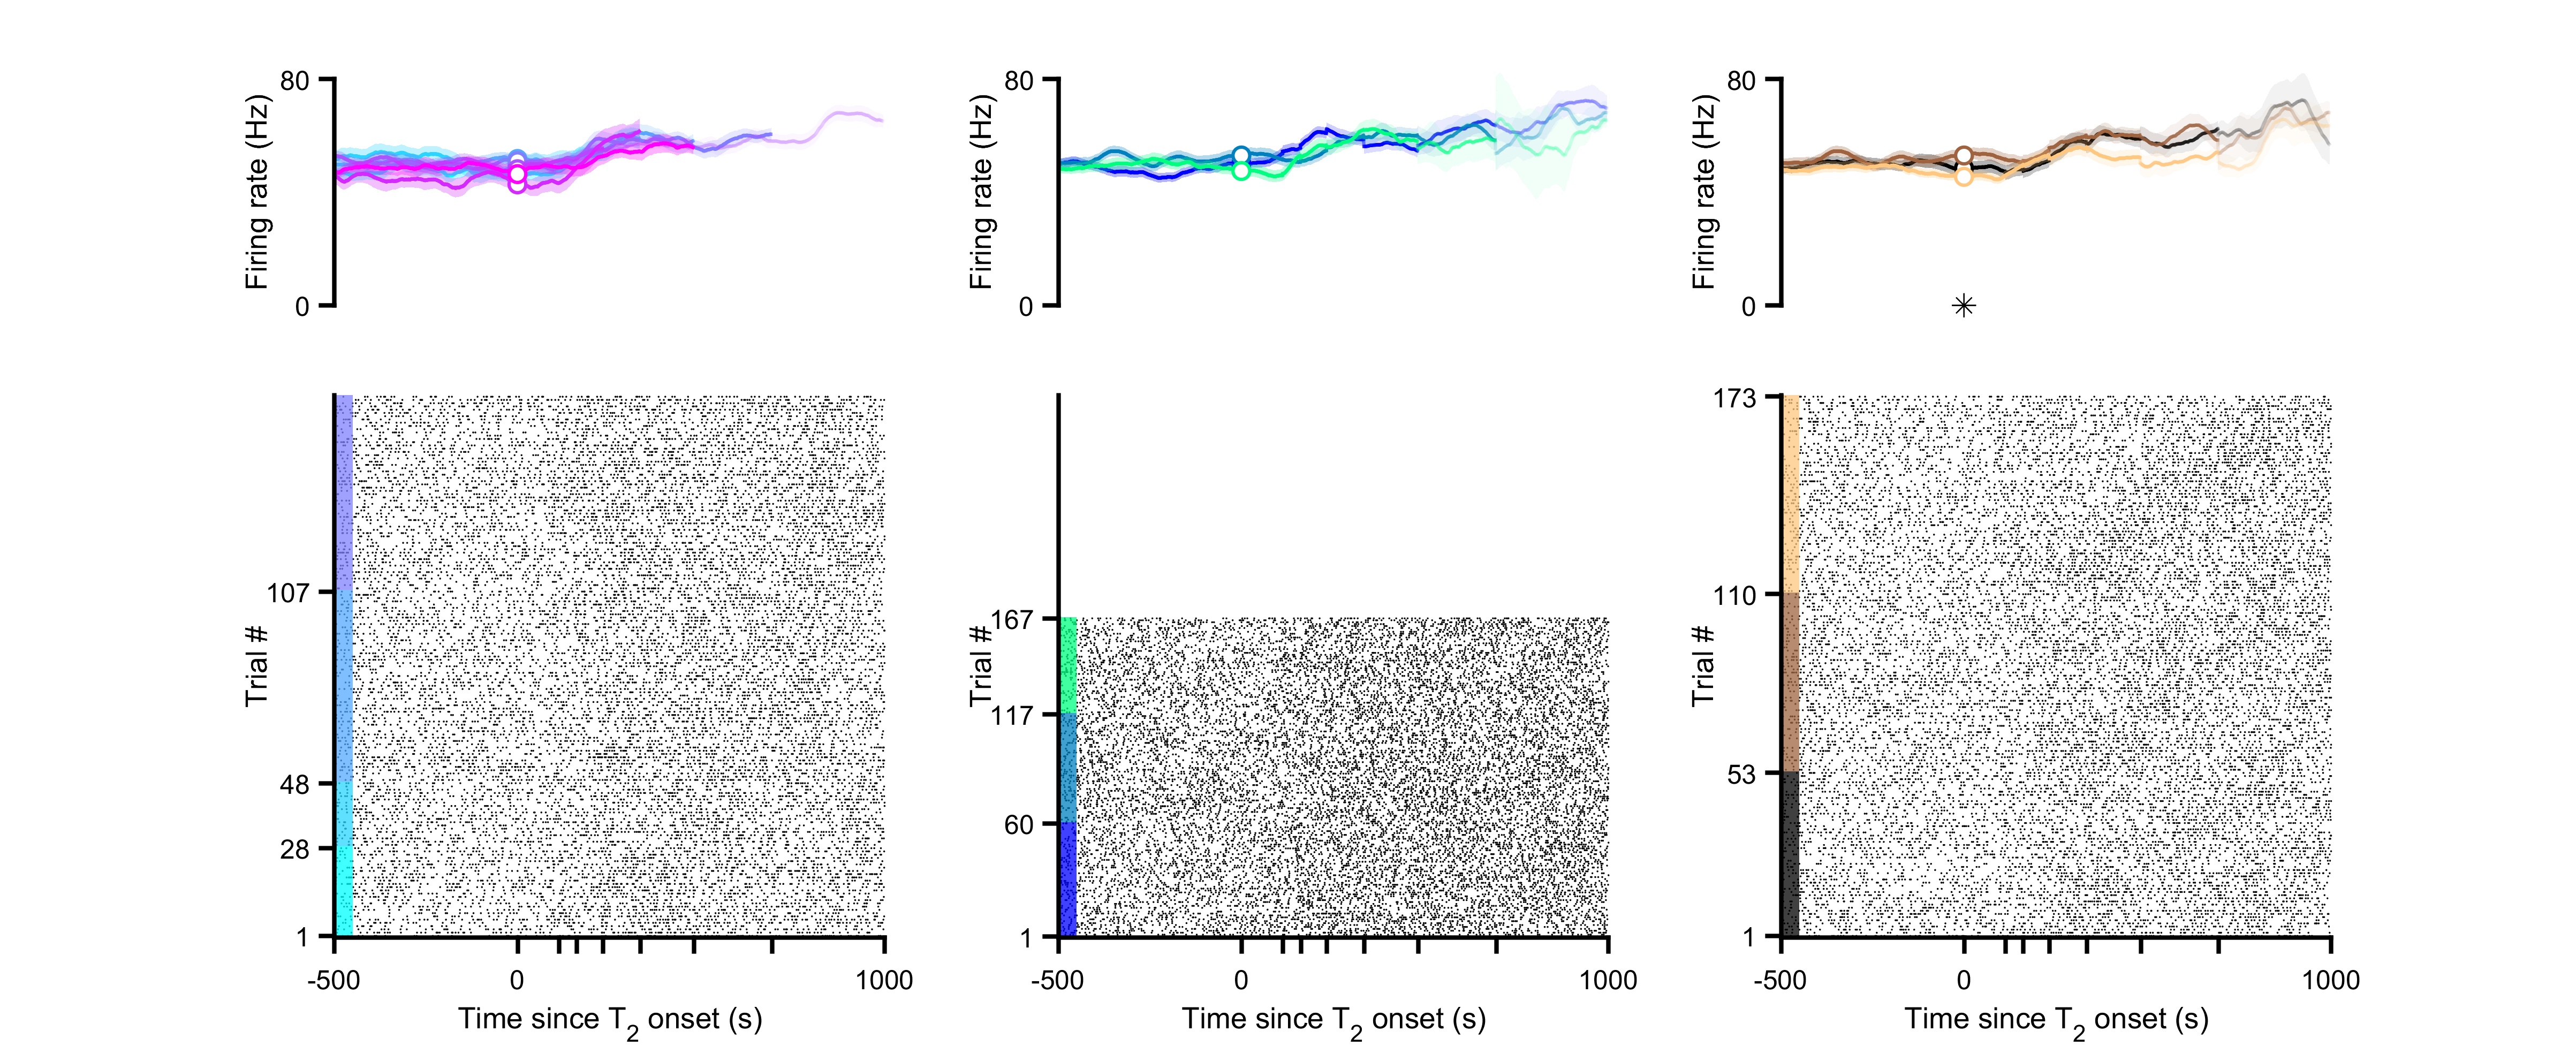 80
Firing rate (Hz)
0
80
Firing rate (Hz)
0
80
Firing rate (Hz)
0
107
48
28
1
Trial #
-500 0 1000
Time since T2 onset (s)
167
117
60
1
Trial #
-500 0 1000
Time since T2 onset (s)
173
110
53
1
Trial #
-500 0 1000
Time since T2 onset (s)